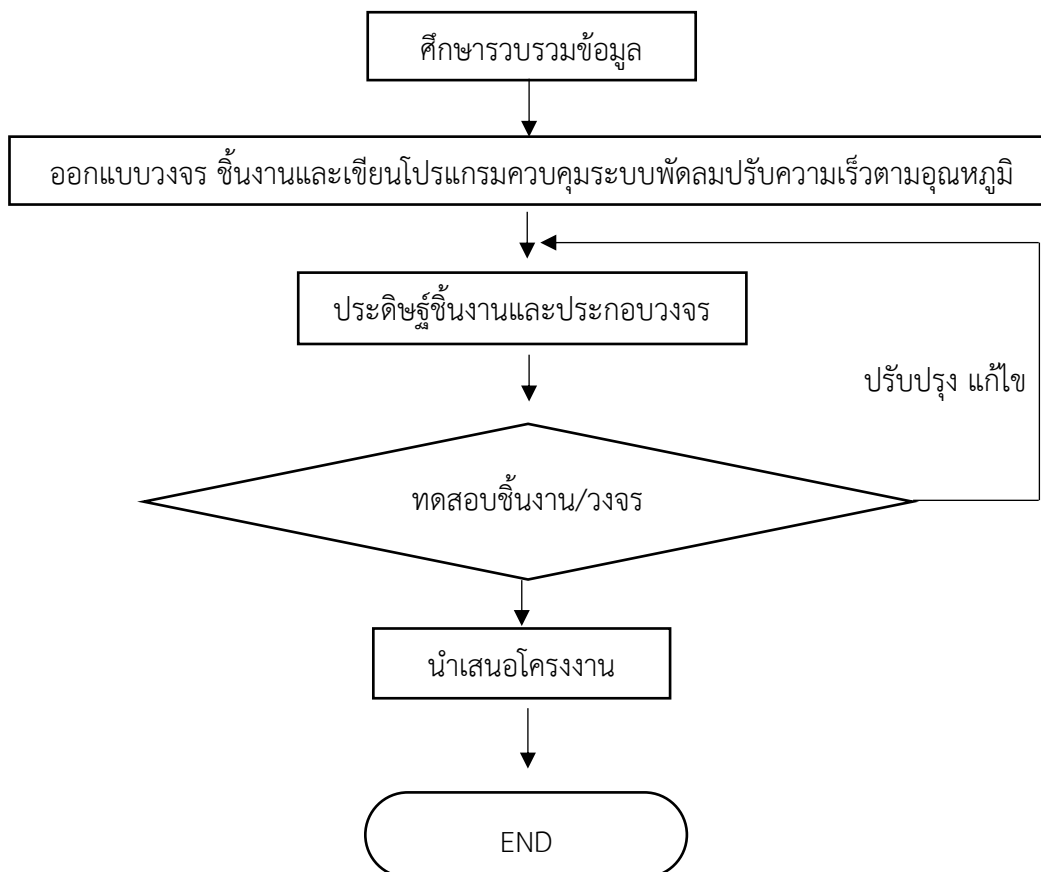 ศึกษารวบรวมข้อมูล
ออกแบบวงจร ชิ้นงานและเขียนโปรแกรมควบคุมระบบพัดลมปรับความเร็วตามอุณหภูมิ
ประดิษฐ์ชิ้นงานและประกอบวงจร
ปรับปรุง แก้ไข
ทดสอบชิ้นงาน/วงจร
นำเสนอโครงงาน
END